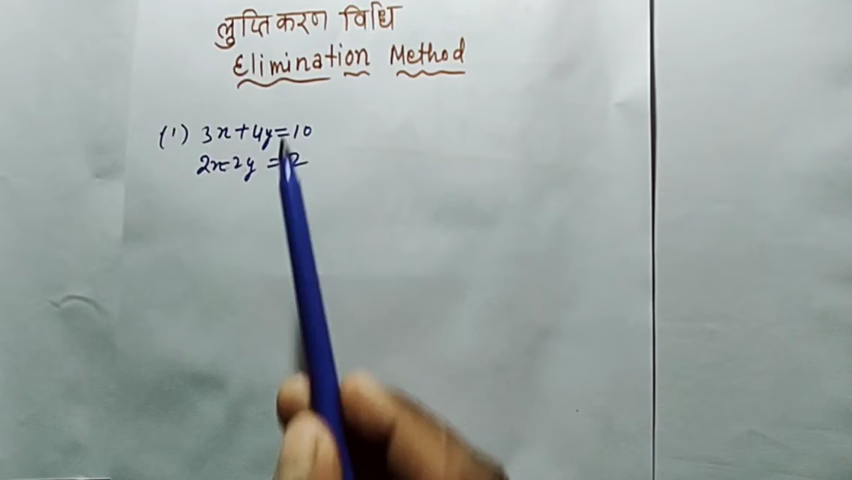 लुप्तिकरण विधि
Elimination Method
(1) 3x+4y=10
2x-2y = 2